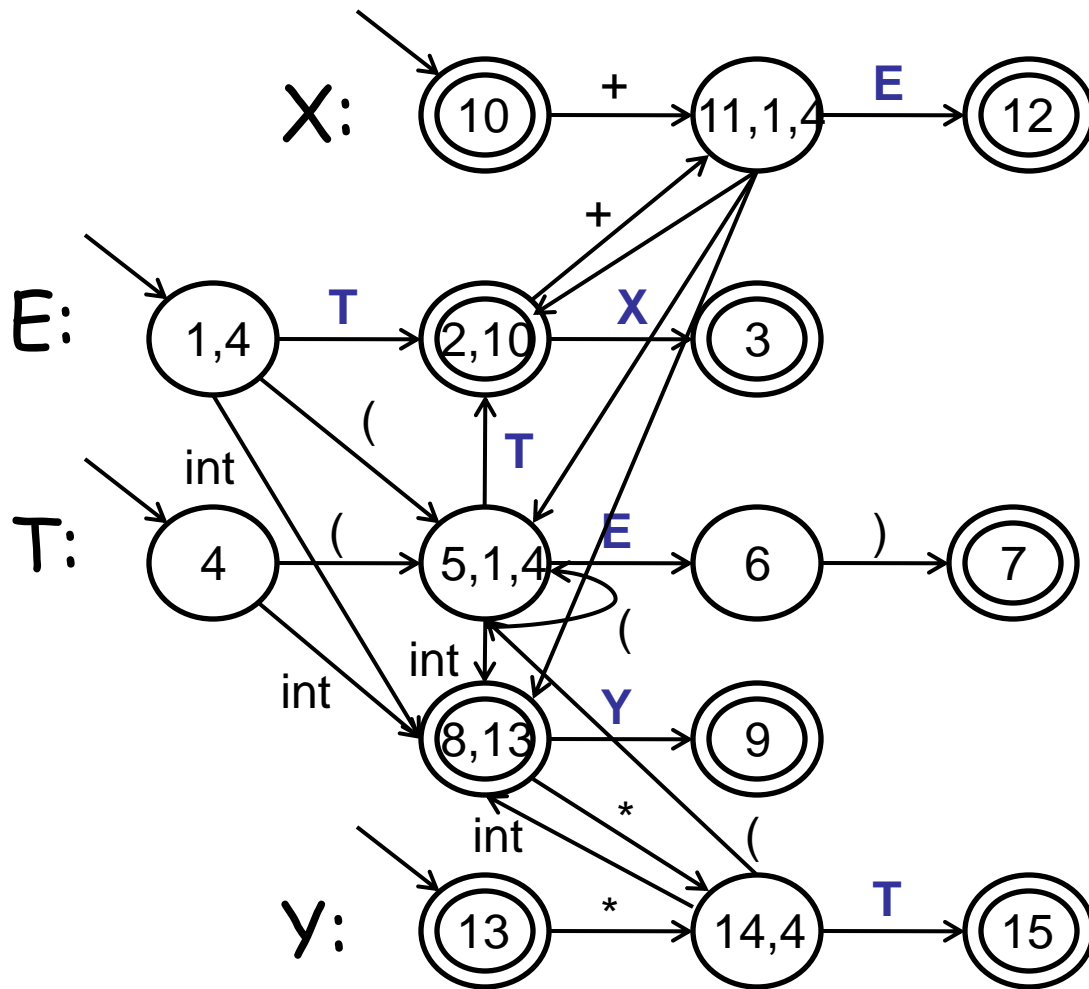 X: 10 + 11,1,4 E 12
+
E: 1,4 T 2,10 X 3
(
int T
T: 4 ( 5,1,4 E 6 ) 7
int int (
8,13 Y 9
int * (
Y: 13 * 14,4 T 15